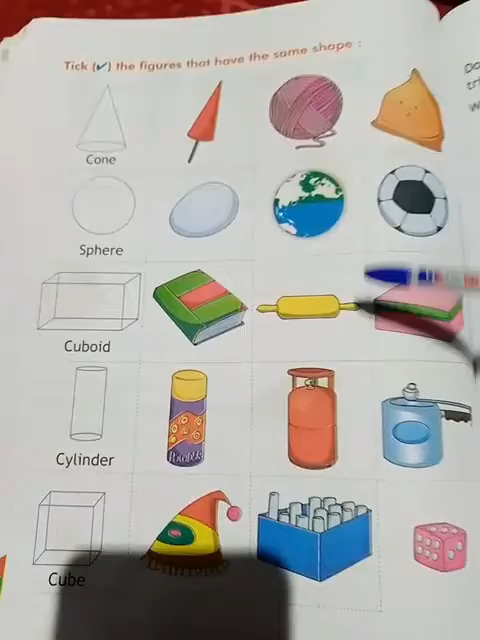 Tick (✔) the figures that have the same shape :
Cone
Sphere
Cuboid
Cylinder
Cube